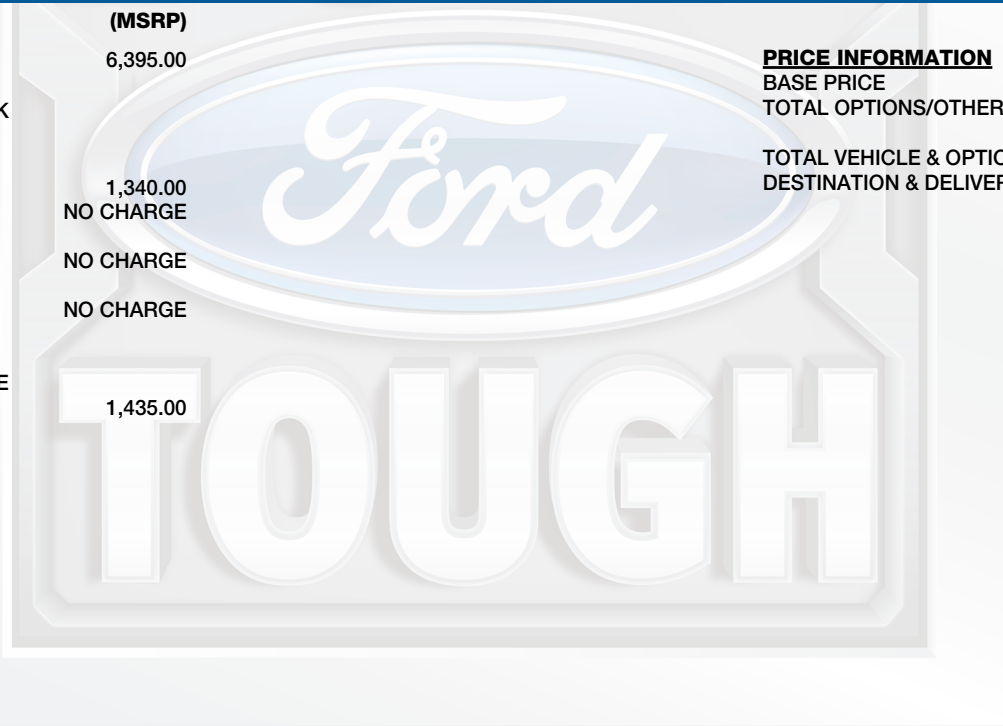 (MSRP)
6,395.00
K
1,340.00
NO CHARGE
NO CHARGE
NO CHARGE
E
1,435.00
PRICE INFORMATION
BASE PRICE
TOTAL OPTIONS/OTHER
TOTAL VEHICLE & OPTIO
DESTINATION & DELIVER
Ford
TOUGH